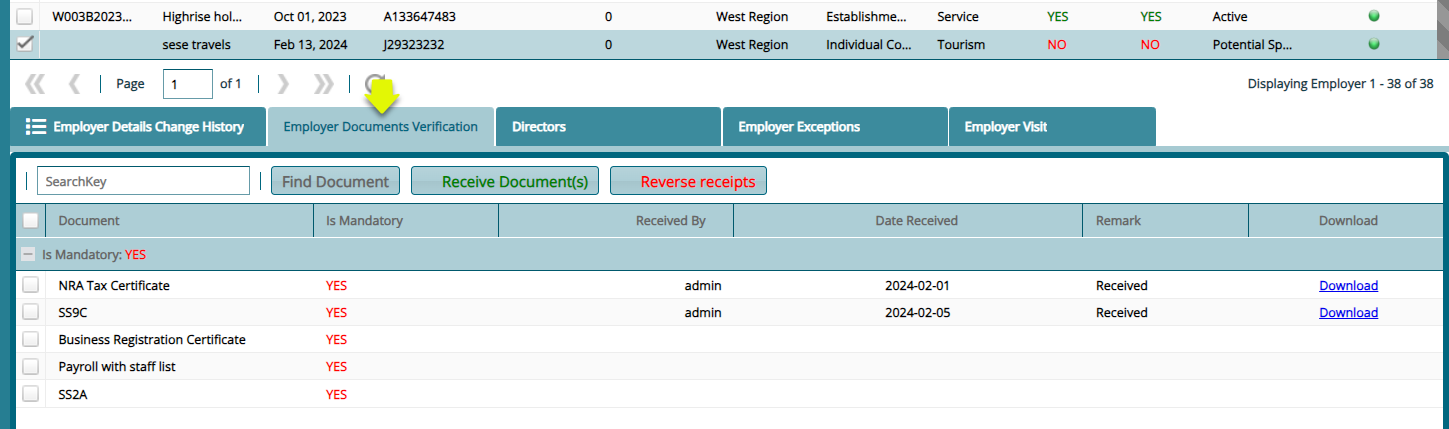 W003B2023... Highrise hol... Oct 01, 2023 A133647483 0 West Region Establishme... Service YES YES Active
sese travels Feb 13, 2024 J29323232 0 West Region Individual Co... Tourism NO NO Potential Sp...
Page 1 of 1 Displaying Employer 1 - 38 of 38
Employer Details Change History Employer Documents Verification Directors Employer Exceptions Employer Visit
SearchKey Find Document Receive Document(s) Reverse receipts
Document Is Mandatory Received By Date Received Remark Download
Is Mandatory: YES
NRA Tax Certificate YES admin 2024-02-01 Received Download
SS9C YES admin 2024-02-05 Received Download
Business Registration Certificate YES
Payroll with staff list YES
SS2A YES